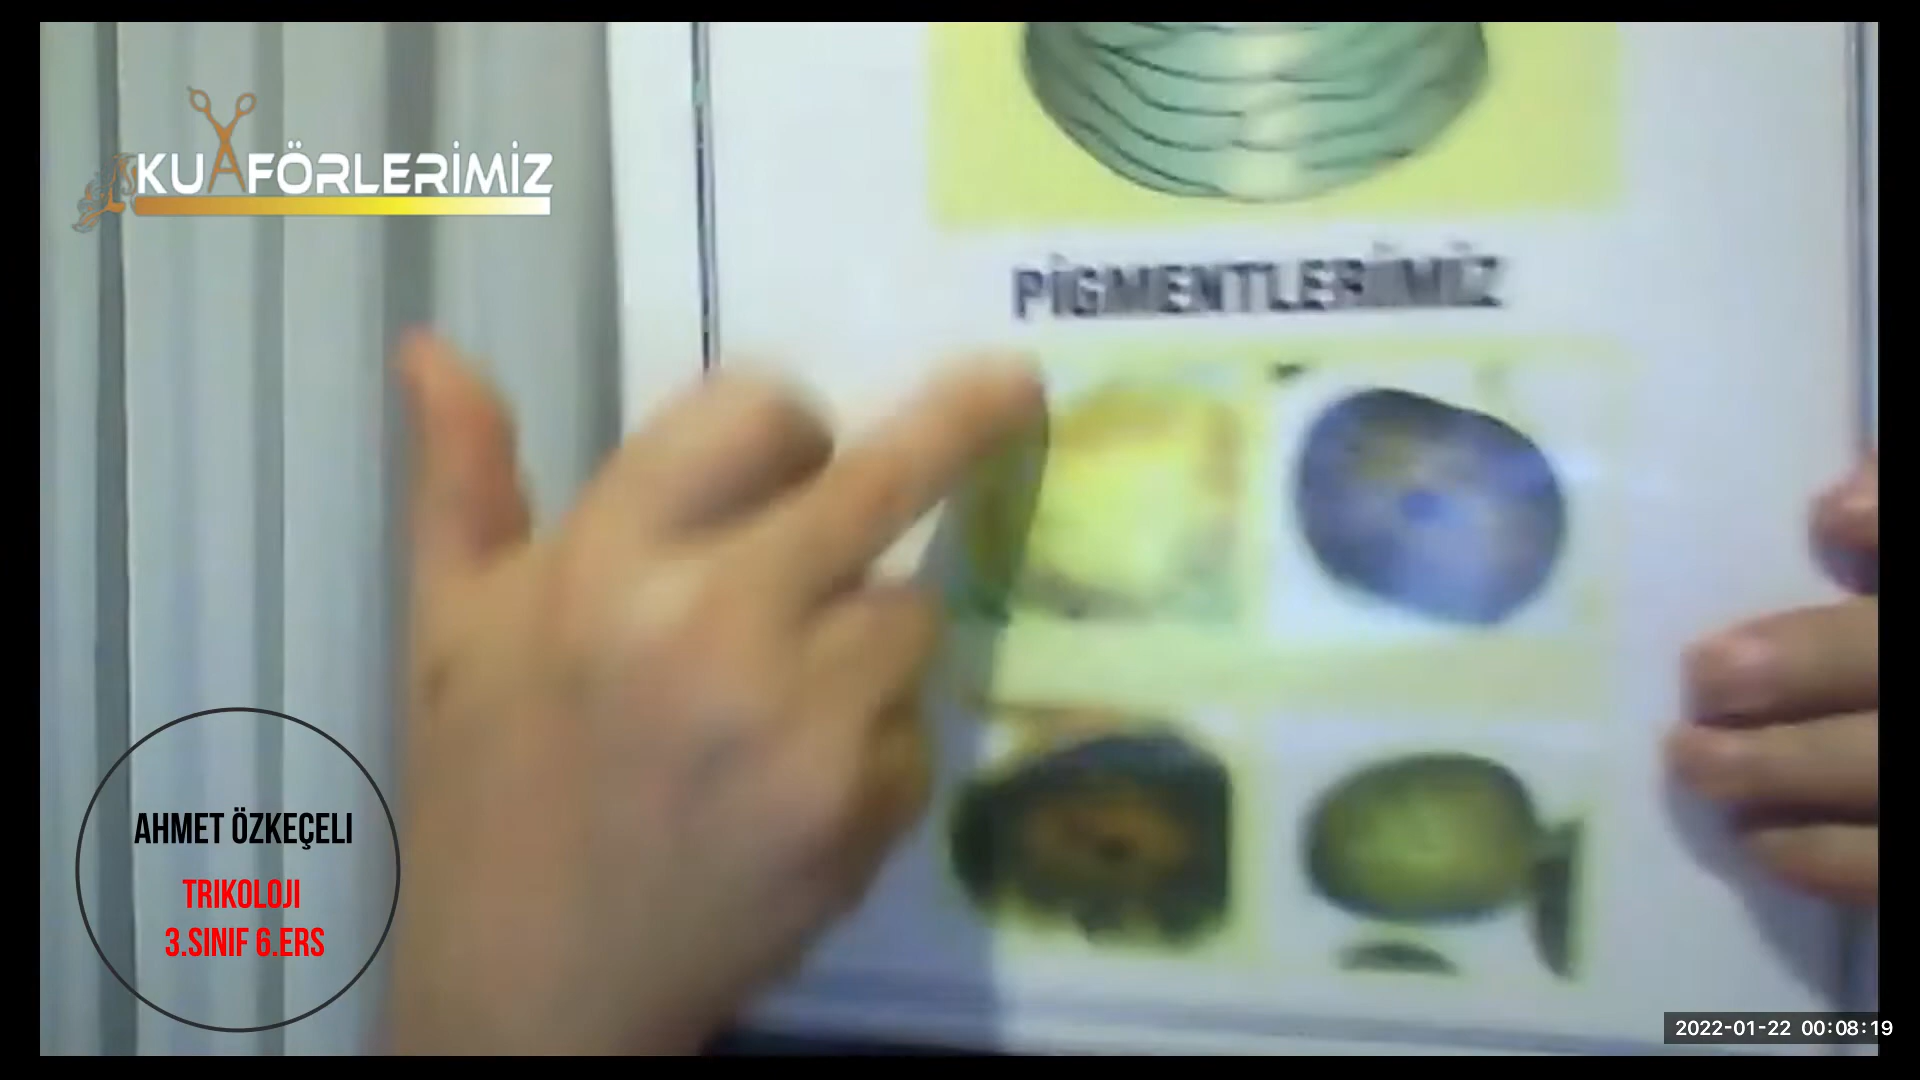 KUAFÖRLERİMİZ
PİGMENTLERİMİZ
AHMET ÖZKEÇELI
TRIKOLOJI
3.SINIF 6.ERS
2022-01-22 00:08:19